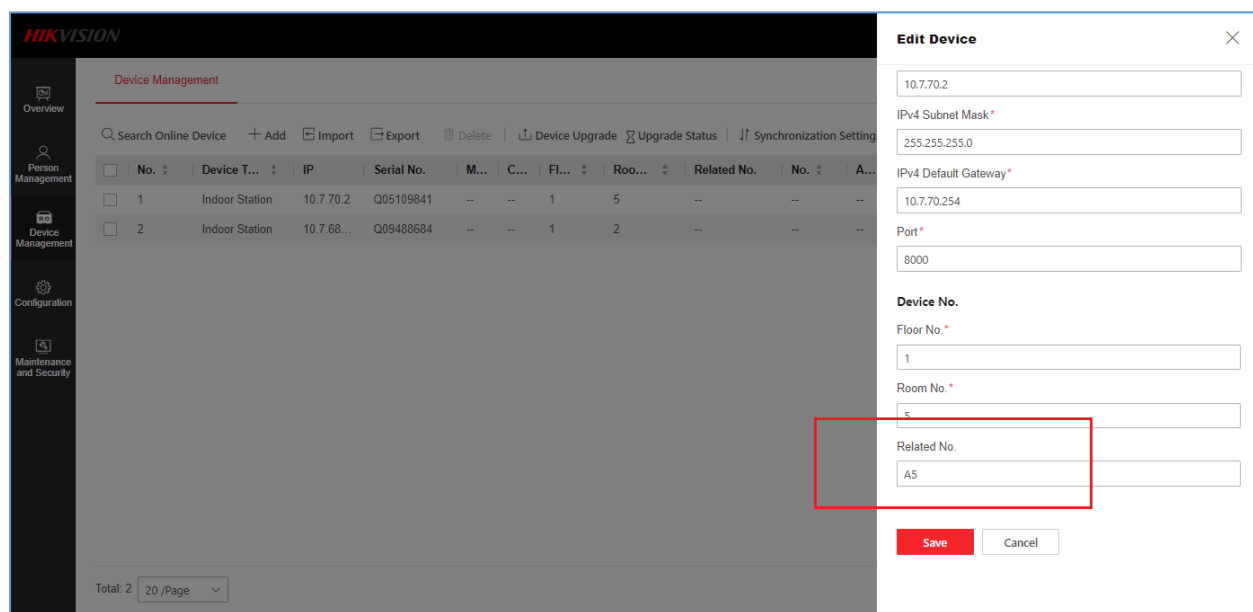 HIKVISION
Edit Device
Device Management
Overview
Person
Management
Device
Management
Configuration
Maintenance
and Security
Search Online Device Add Import Export Delete Device Upgrade Upgrade Status Synchronization Setting
No. Device T... IP Serial No. M... C... Fl... Roo... Related No. No. A...
1 Indoor Station 10.7.70.2 Q05109841 -- -- 1 5 -- -- --
2 Indoor Station 10.7.68... Q09488684 -- -- 1 2 -- -- --
Total: 2 20 /Page
10.7.70.2
IPv4 Subnet Mask*
255.255.255.0
IPv4 Default Gateway*
10.7.70.254
Port*
8000
Device No.
Floor No.*
1
Room No.*
5
Related No.
A5
Save Cancel